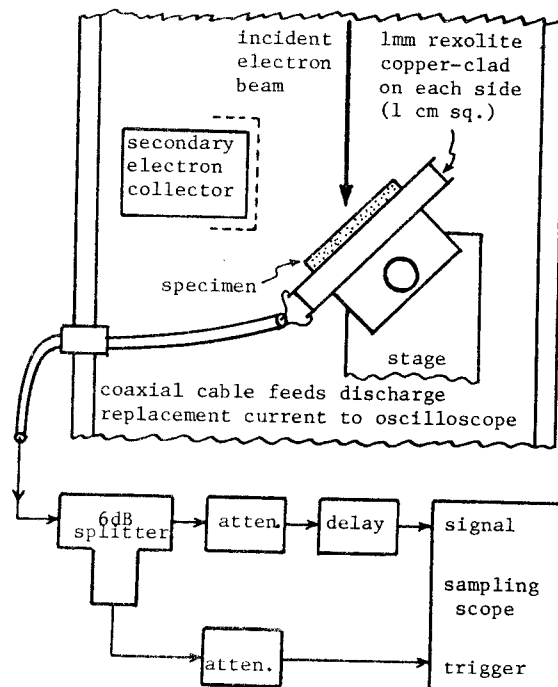 incident
electron
beam
1mm rexolite
copper-clad
on each side
(1 cm sq.)
secondary
electron
collector
specimen
stage
coaxial cable feeds discharge
replacement current to oscilloscope
6dB
splitter
atten.
delay
signal
sampling
scope
atten.
trigger